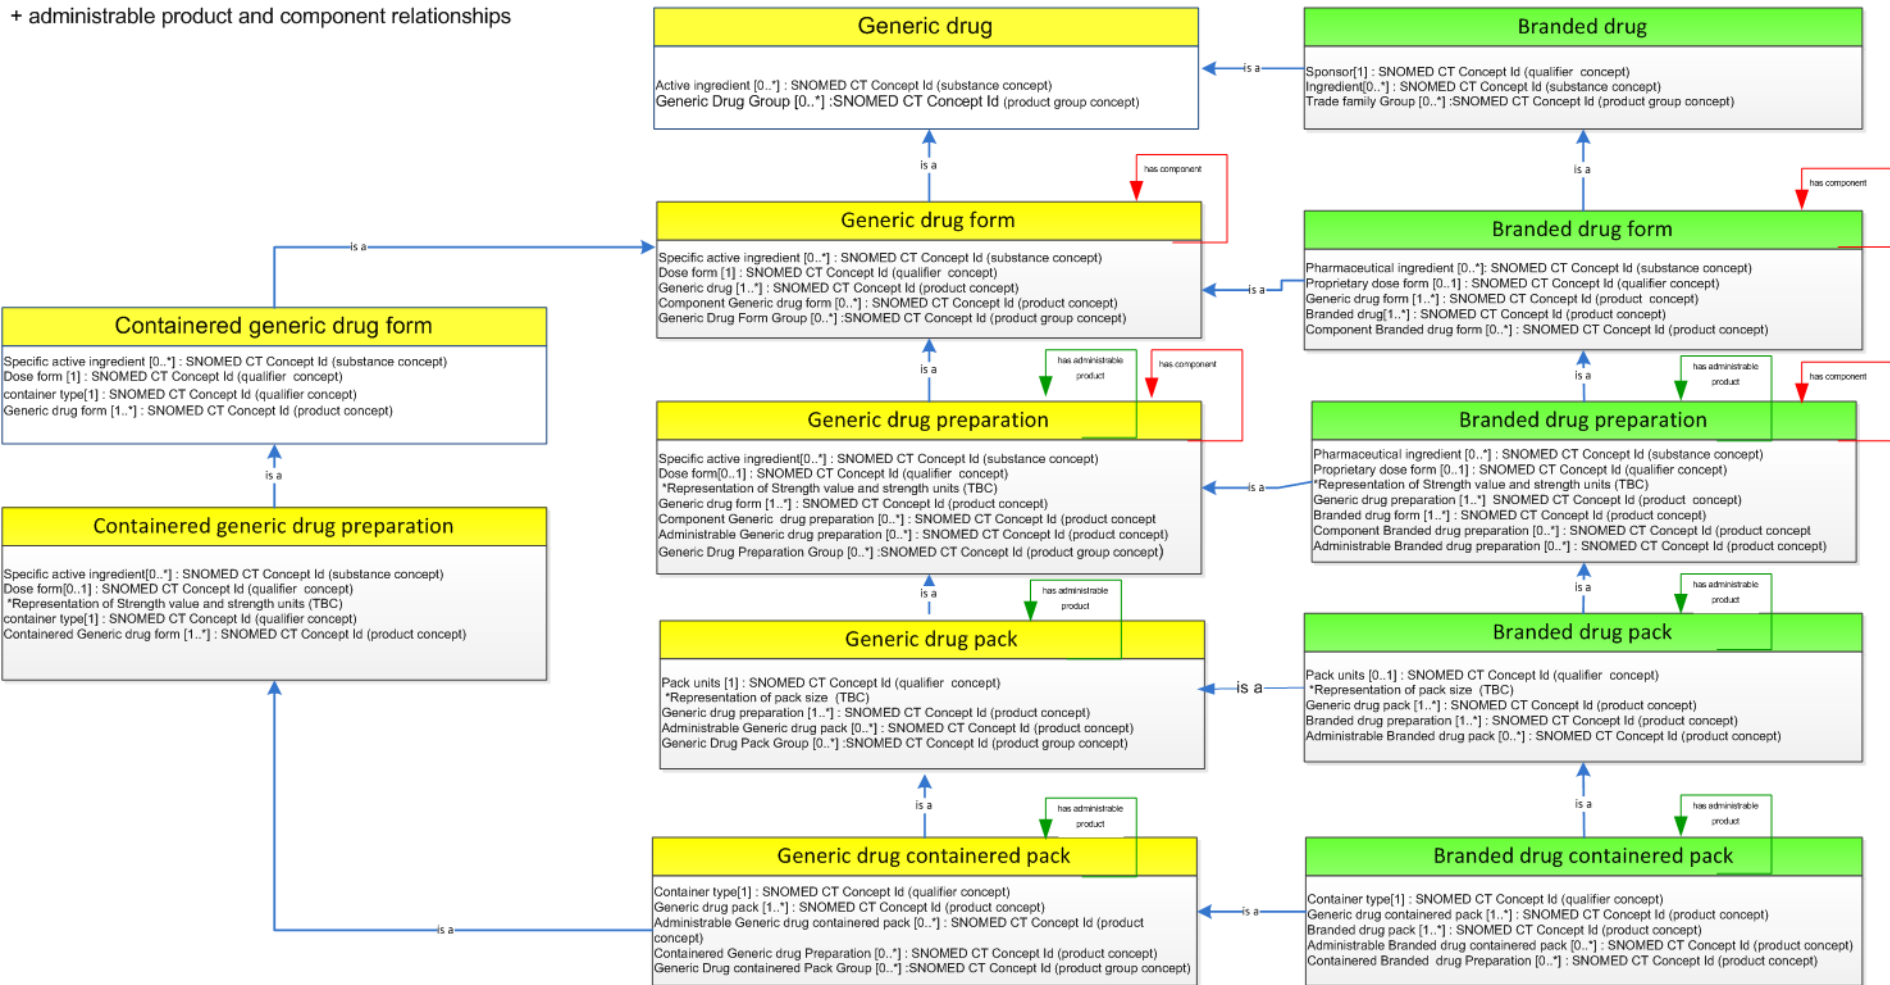 + administrable product and component relationships
Generic drug
Active ingredient [0..*] : SNOMED CT Concept Id (substance concept)
Generic Drug Group [0..*] :SNOMED CT Concept Id (product group concept)
is a
Branded drug
Sponsor[1] : SNOMED CT Concept Id (qualifier  concept)
Ingredient[0..*] : SNOMED CT Concept Id (substance concept)
Trade family Group [0..*] :SNOMED CT Concept Id (product group concept)
is a
has component
is a
has component
Generic drug form
Specific active ingredient [0..*] : SNOMED CT Concept Id (substance concept)
Dose form [1] : SNOMED CT Concept Id (qualifier  concept)
Generic drug [1..*] : SNOMED CT Concept Id (product concept)
Component Generic drug form [0..*] : SNOMED CT Concept Id (product concept)
Generic Drug Form Group [0..*] :SNOMED CT Concept Id (product group concept)
is a
is a
Branded drug form
Pharmaceutical ingredient [0..*]: SNOMED CT Concept Id (substance concept)
Proprietary dose form [0..1] : SNOMED CT Concept Id (qualifier concept)
Generic drug form [1..*] : SNOMED CT Concept Id (product  concept)
Branded drug[1..*] : SNOMED CT Concept Id (product concept)
Component Branded drug form [0..*] : SNOMED CT Concept Id (product concept)
Containered generic drug form
Specific active ingredient [0..*] : SNOMED CT Concept Id (substance concept)
Dose form [1] : SNOMED CT Concept Id (qualifier  concept)
container type[1] : SNOMED CT Concept Id (qualifier concept)
Generic drug form [1..*] : SNOMED CT Concept Id (product concept)
is a
has administrable
product
has component
is a
has administrable
product
has component
Generic drug preparation
Specific active ingredient[0..*] : SNOMED CT Concept Id (substance concept)
Dose form[0..1] : SNOMED CT Concept Id (qualifier  concept)
*Representation of Strength value and strength units (TBC)
Generic drug form [1..*] : SNOMED CT Concept Id (product concept)
Component Generic  drug preparation [0..*] : SNOMED CT Concept Id (product concept
Administrable Generic drug preparation [0..*] : SNOMED CT Concept Id (product concept)
Generic Drug Preparation Group [0..*] :SNOMED CT Concept Id (product group concept)
is a
Branded drug preparation
Pharmaceutical ingredient [0..*] : SNOMED CT Concept Id (substance concept)
Proprietary dose form [0..1] : SNOMED CT Concept Id (qualifier concept)
*Representation of Strength value and strength units (TBC)
Generic drug preparation [1..*]  SNOMED CT Concept Id (product  concept)
Branded drug form [1..*] : SNOMED CT Concept Id (product concept)
Component Branded drug preparation [0..*] : SNOMED CT Concept Id (product concept
Administrable Branded drug preparation [0..*] : SNOMED CT Concept Id (product concept)
is a
Containered generic drug preparation
Specific active ingredient[0..*] : SNOMED CT Concept Id (substance concept)
Dose form[0..1] : SNOMED CT Concept Id (qualifier  concept)
*Representation of Strength value and strength units (TBC)
container type[1] : SNOMED CT Concept Id (qualifier concept)
Containered Generic drug form [1..*] : SNOMED CT Concept Id (product concept)
is a
has administrable
product
is a
has administrable
product
Generic drug pack
Pack units [1] : SNOMED CT Concept Id (qualifier  concept)
*Representation of pack size  (TBC)
Generic drug preparation [1..*] : SNOMED CT Concept Id (product concept)
Administrable Generic drug pack [0..*] : SNOMED CT Concept Id (product concept)
Generic Drug Pack Group [0..*] :SNOMED CT Concept Id (product group concept)
is a
Branded drug pack
Pack units [0..1] : SNOMED CT Concept Id (qualifier  concept)
*Representation of pack size  (TBC)
Generic drug pack [1..*] : SNOMED CT Concept Id (product concept)
Branded drug preparation [1..*] : SNOMED CT Concept Id (product concept)
Administrable Branded drug pack [0..*] : SNOMED CT Concept Id (product concept)
is a
has administrable
product
is a
has administrable
product
Generic drug containered pack
Container type[1] : SNOMED CT Concept Id (qualifier concept)
Generic drug pack [1..*] : SNOMED CT Concept Id (product concept)
Administrable Generic drug containered pack [0..*] : SNOMED CT Concept Id (product
concept)
Containered Generic drug Preparation [0..*] : SNOMED CT Concept Id (product concept)
Generic Drug containered Pack Group [0..*] :SNOMED CT Concept Id (product group concept)
is a
is a
Branded drug containered pack
Container type[1] : SNOMED CT Concept Id (qualifier concept)
Generic drug containered pack [1..*] : SNOMED CT Concept Id (product concept)
Branded drug pack [1..*] : SNOMED CT Concept Id (product concept)
Administrable Branded drug containered pack [0..*] : SNOMED CT Concept Id (product concept)
Containered Branded  drug Preparation [0..*] : SNOMED CT Concept Id (product concept)